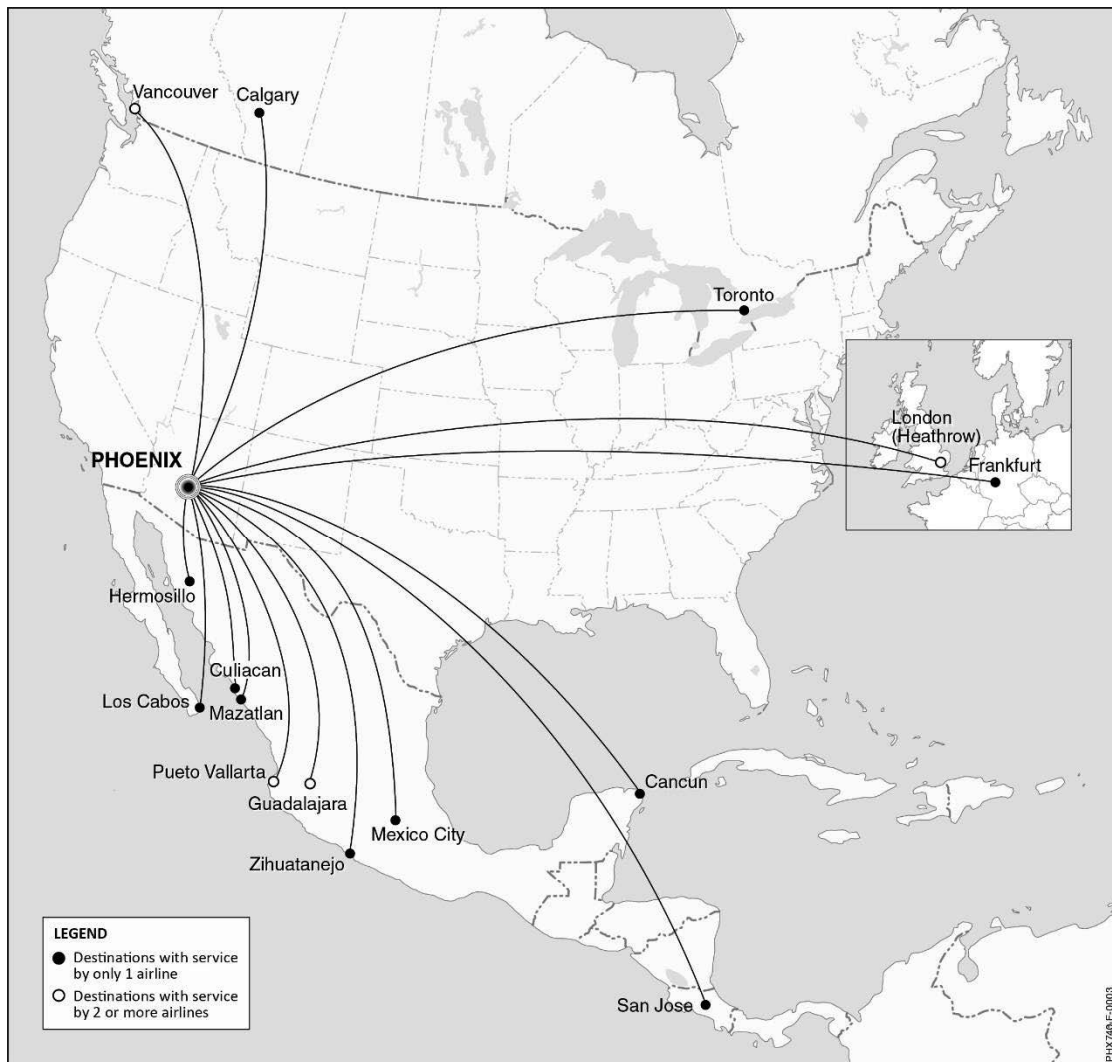 Vancouver
Calgary
Toronto
London
(Heathrow)
Frankfurt
PHOENIX
Hermosillo
Culiacan
Los Cabos
Mazatlan
Pueto Vallarta
Guadalajara
Cancun
Mexico City
Zihuatanejo
San Jose
LEGEND
Destinations with service
by only 1 airline
Destinations with service
by 2 or more airlines